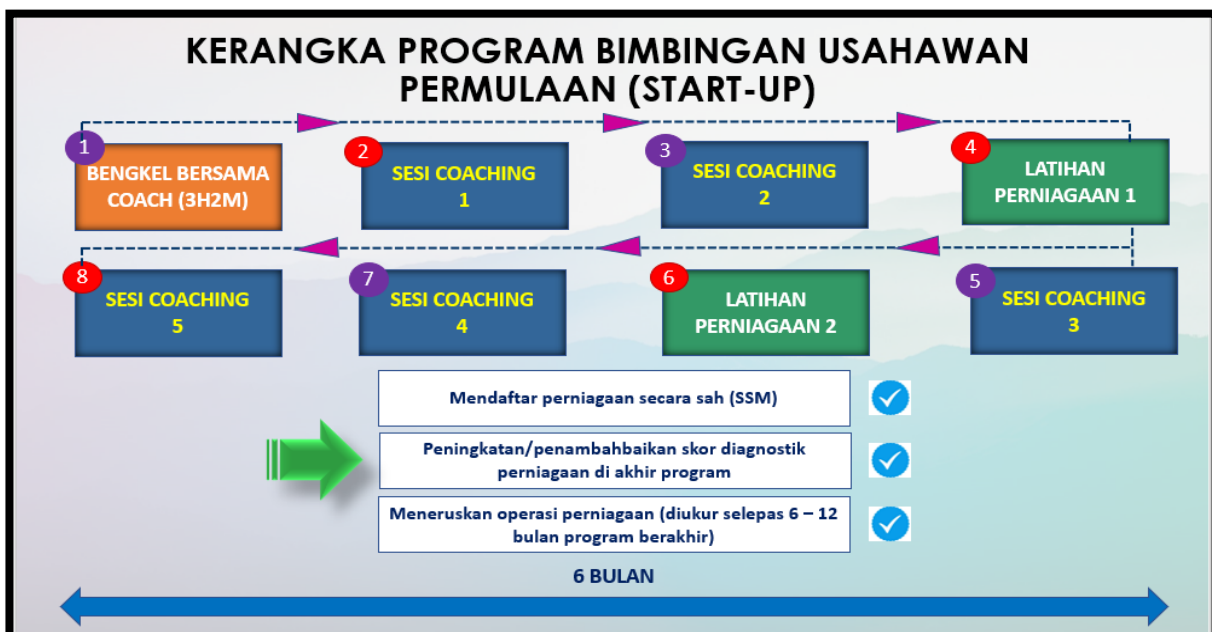 KERANGKA PROGRAM BIMBINGAN USAHAWAN
PERMULAAN (START-UP)
1
BENGKEL BERSAMA
COACH (3H2M)
2
SESI COACHING
1
3
SESI COACHING
2
4
LATIHAN
PERNIAGAAN 1
8
SESI COACHING
5
7
SESI COACHING
4
6
LATIHAN
PERNIAGAAN 2
5
SESI COACHING
3
Mendaftar perniagaan secara sah (SSM)
Peningkatan/penambahbaikan skor diagnostik
perniagaan di akhir program
Meneruskan operasi perniagaan (diukur selepas 6 – 12
bulan program berakhir)
6 BULAN